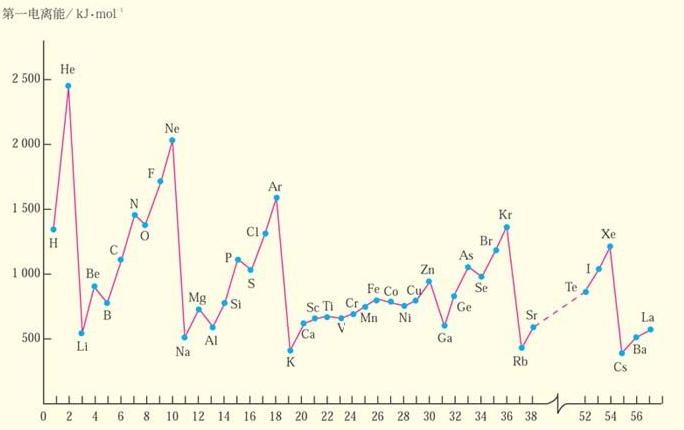 第一电离能/ kJ·mol⁻¹
He
2 500
Ne
2 000
F
Ar
N
1 500
Kr
H
O
Cl
Xe
C
Br
P
Zn
As
1 000
Be
S
I
Te
Se
B
Mg
Si
Sc Ti
Cr
Fe
Co
Cu
Ge
Sr
La
Ca
V
Mn
Ni
500
Li
Na
Al
Ga
K
Rb
Ba
Cs
0 2 4 6 8 10 12 14 16 18 20 22 24 26 28 30 32 34 36 38 52 54 56